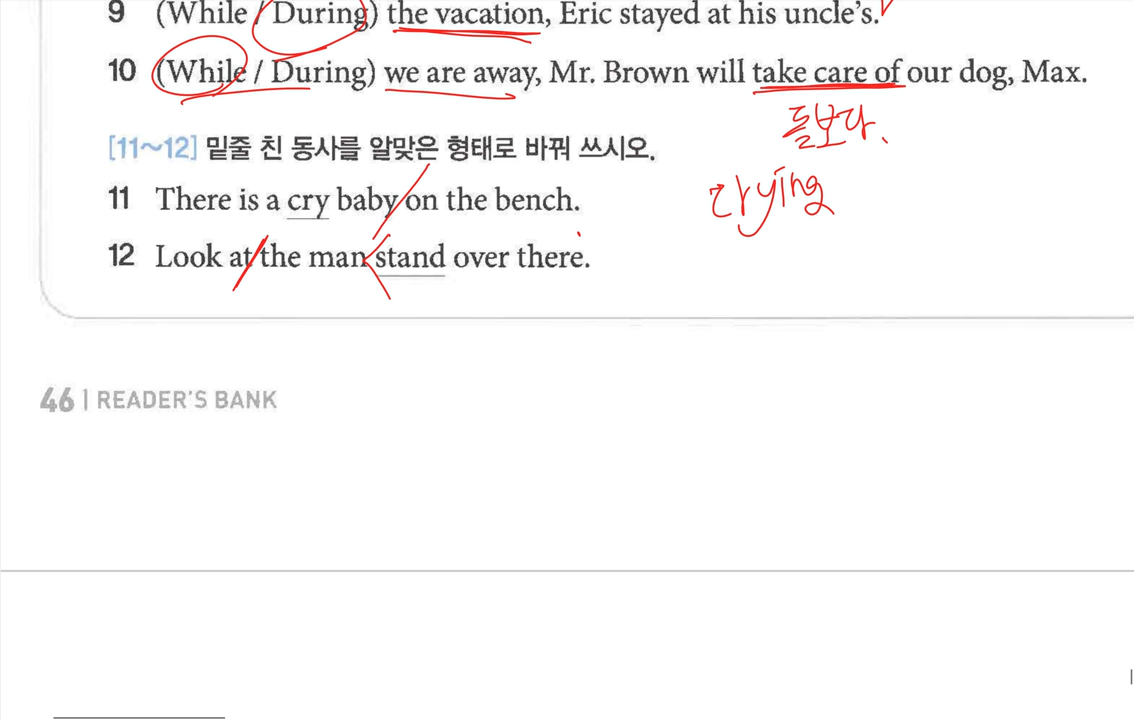 9 (While / During) the vacation, Eric stayed at his uncle's.
10 (While / During) we are away, Mr. Brown will take care of our dog, Max.
돌보다.
[11~12] 밑줄 친 동사를 알맞은 형태로 바꿔 쓰시오.
11 There is a cry baby on the bench.
crying
12 Look at the man stand over there.
46 | READER'S BANK